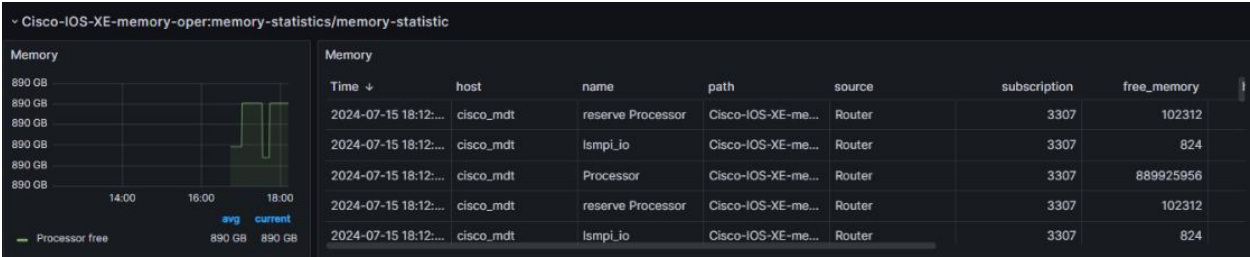 Cisco-IOS-XE-memory-oper:memory-statistics/memory-statistic
Memory
890 GB
890 GB
890 GB
890 GB
890 GB
890 GB
14:00 16:00 18:00
avg current
Processor free 890 GB 890 GB
Memory
Time ↓ host name path source subscription free_memory
2024-07-15 18:12:... cisco_mdt reserve Processor Cisco-IOS-XE-me... Router 3307 102312
2024-07-15 18:12:... cisco_mdt lsmpi_io Cisco-IOS-XE-me... Router 3307 824
2024-07-15 18:12:... cisco_mdt Processor Cisco-IOS-XE-me... Router 3307 889925956
2024-07-15 18:12:... cisco_mdt reserve Processor Cisco-IOS-XE-me... Router 3307 102312
2024-07-15 18:12:... cisco_mdt lsmpi_io Cisco-IOS-XE-me... Router 3307 824